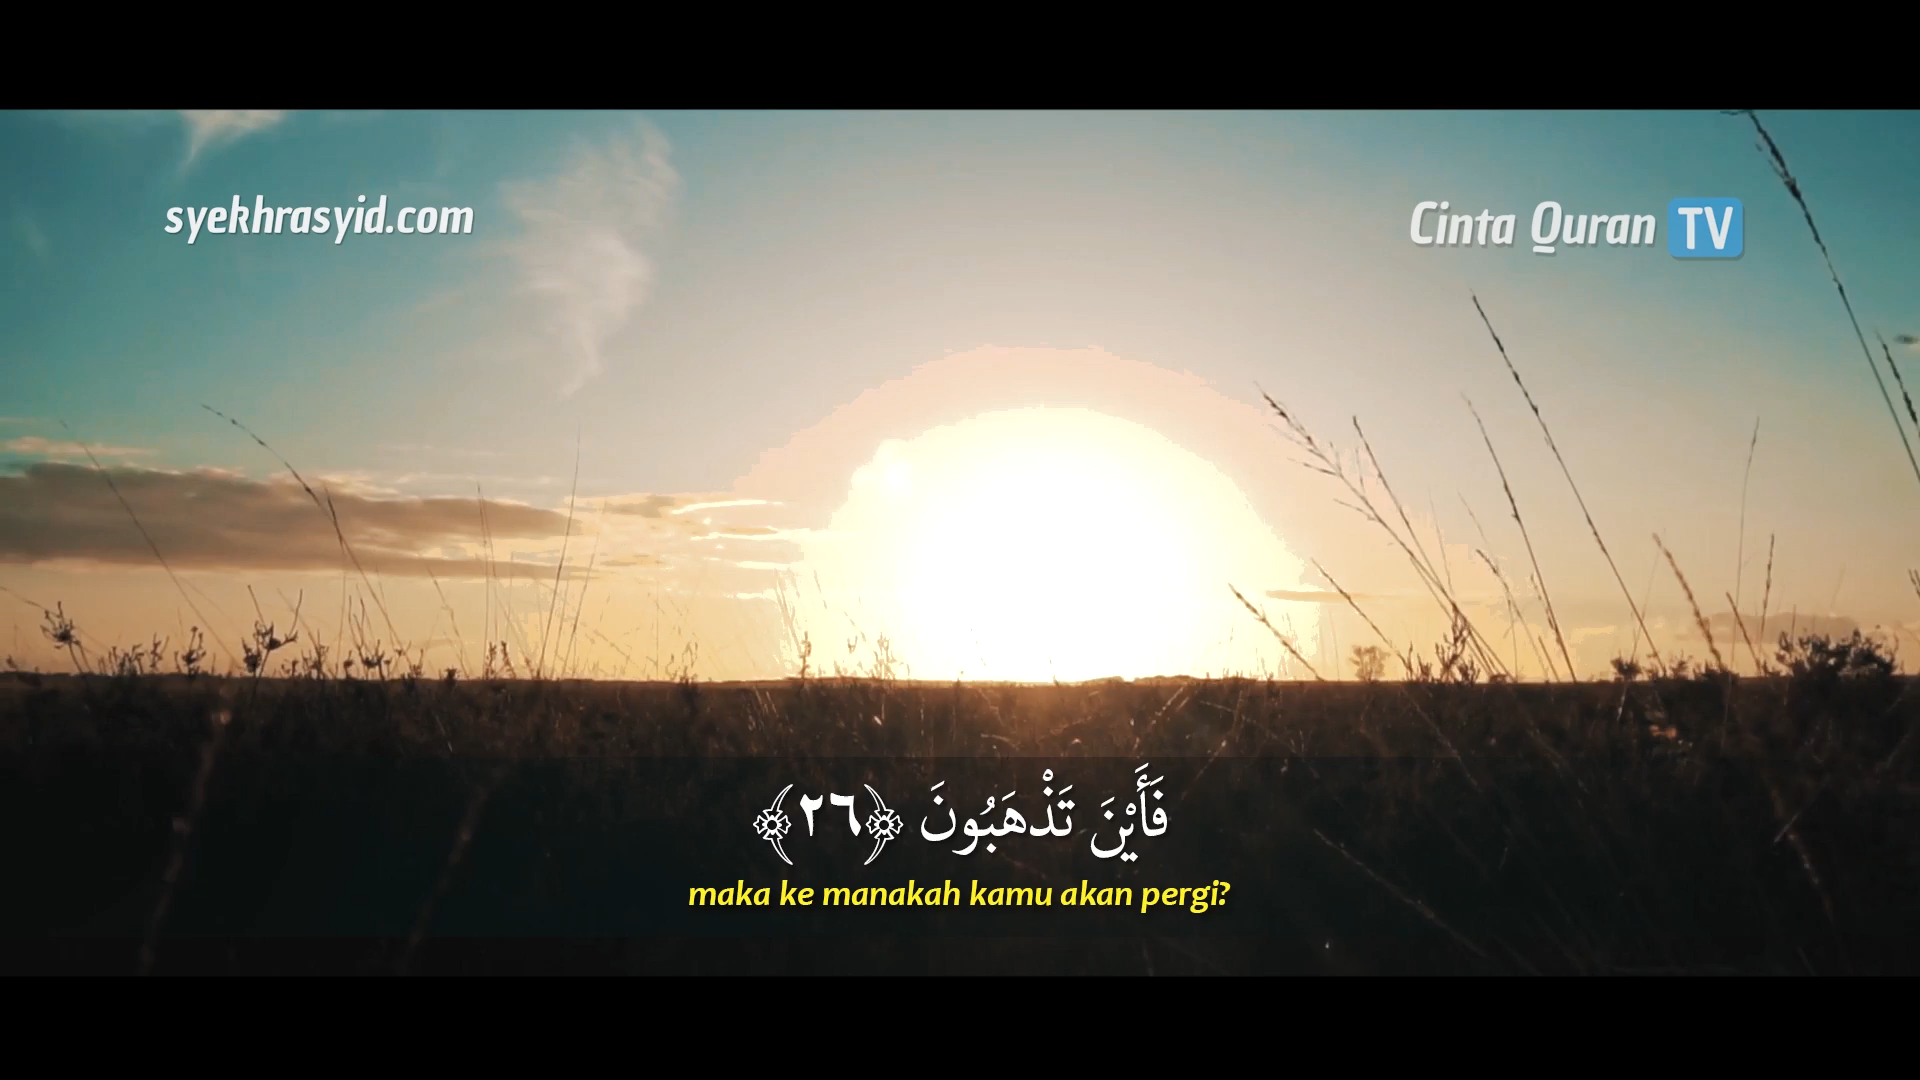 syekhrasyid.com
Cinta Quran TV
فَأَيْنَ تَذْهَبُونَ ﴿٢٦﴾
maka ke manakah kamu akan pergi?